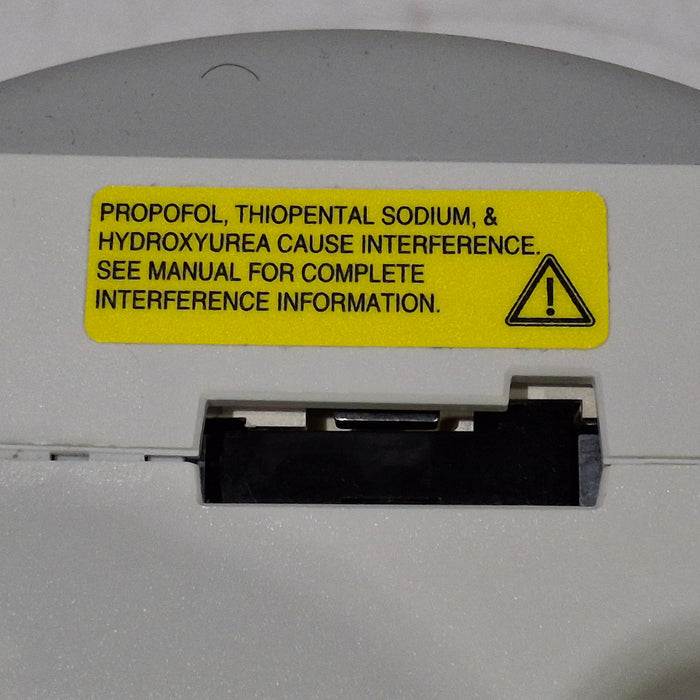 PROPOFOL, THIOPENTAL SODIUM, &
HYDROXYUREA CAUSE INTERFERENCE.
SEE MANUAL FOR COMPLETE
INTERFERENCE INFORMATION.